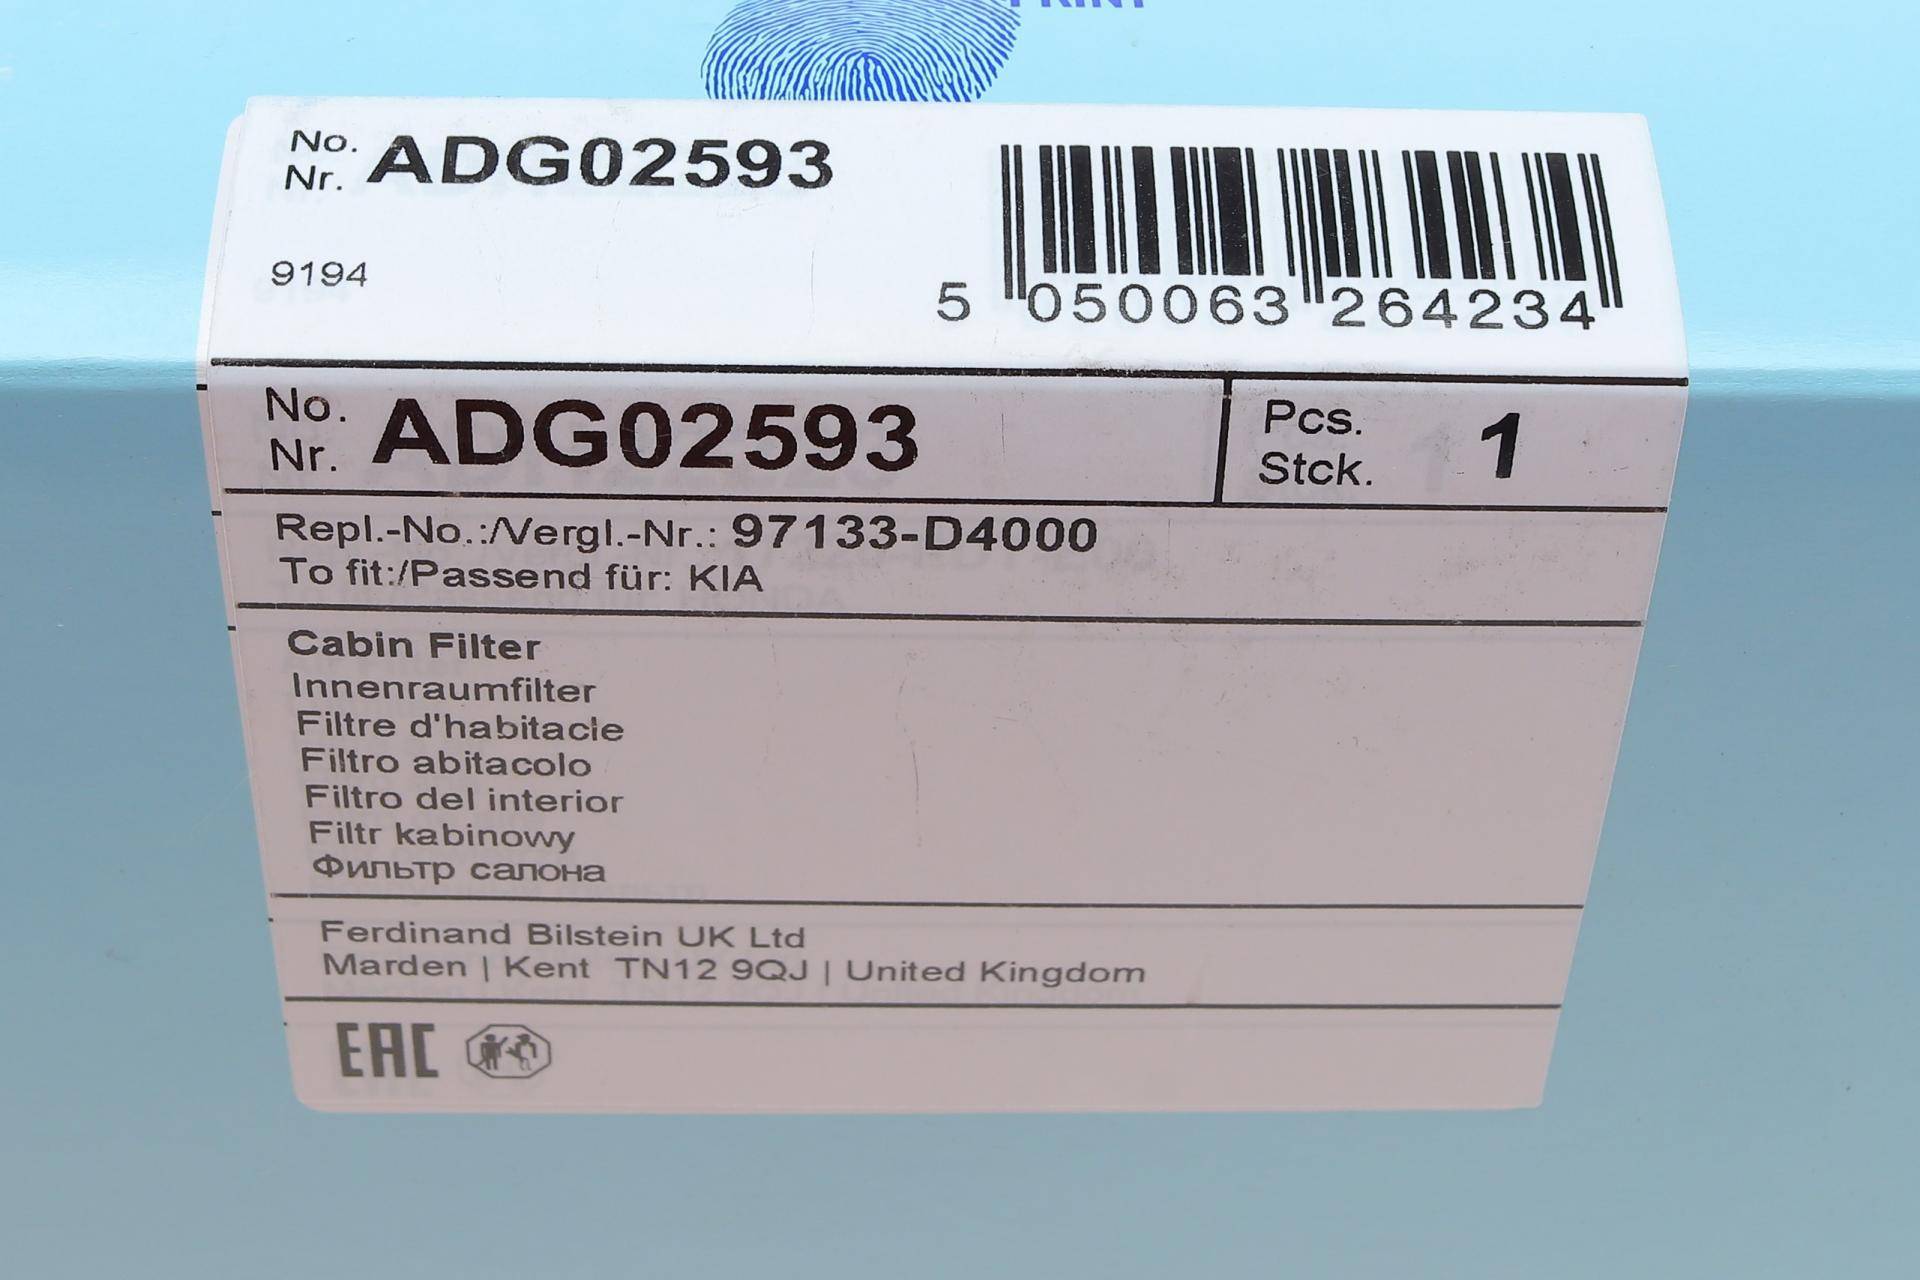 PRINT
No.
Nr. ADG02593
9194
5 050063 264234
No.
Nr. ADG02593
Pcs.
Stck. 1
Repl.-No.:/Vergl.-Nr.: 97133-D4000
To fit:/Passend für: KIA
Cabin Filter
Innenraumfilter
Filtre d'habitacle
Filtro abitacolo
Filtro del interior
Filtr kabinowy
Фильтр салона
Ferdinand Bilstein UK Ltd
Marden | Kent TN12 9QJ | United Kingdom
EAC